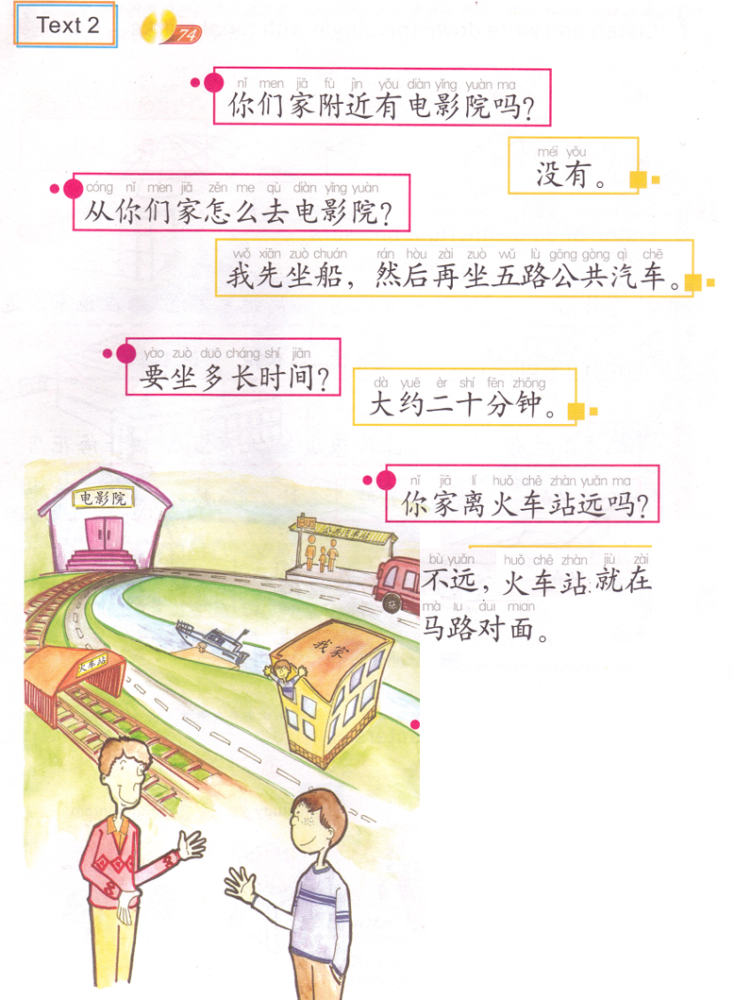 Text 2
74
nǐ men jiā fù jìn yǒu diàn yǐng yuàn ma
你们家附近有电影院吗？
méi yǒu
没有。
cóng nǐ men jiā zěn me qù diàn yǐng yuàn
从你们家怎么去电影院？
wǒ xiān zuò chuán rán hòu zài zuò wǔ lù gōng gòng qì chē
我先坐船，然后再坐五路公共汽车。
yào zuò duō cháng shí jiān
要坐多长时间？
dà yuē èr shí fēn zhōng
大约二十分钟。
nǐ jiā lí huǒ chē zhàn yuǎn ma
你家离火车站远吗？
bù yuǎn huǒ chē zhàn jiù zài
不远，火车站就在
mǎ lù duì miàn
马路对面。
电影院
BUS
公共汽车站
我家
火车站